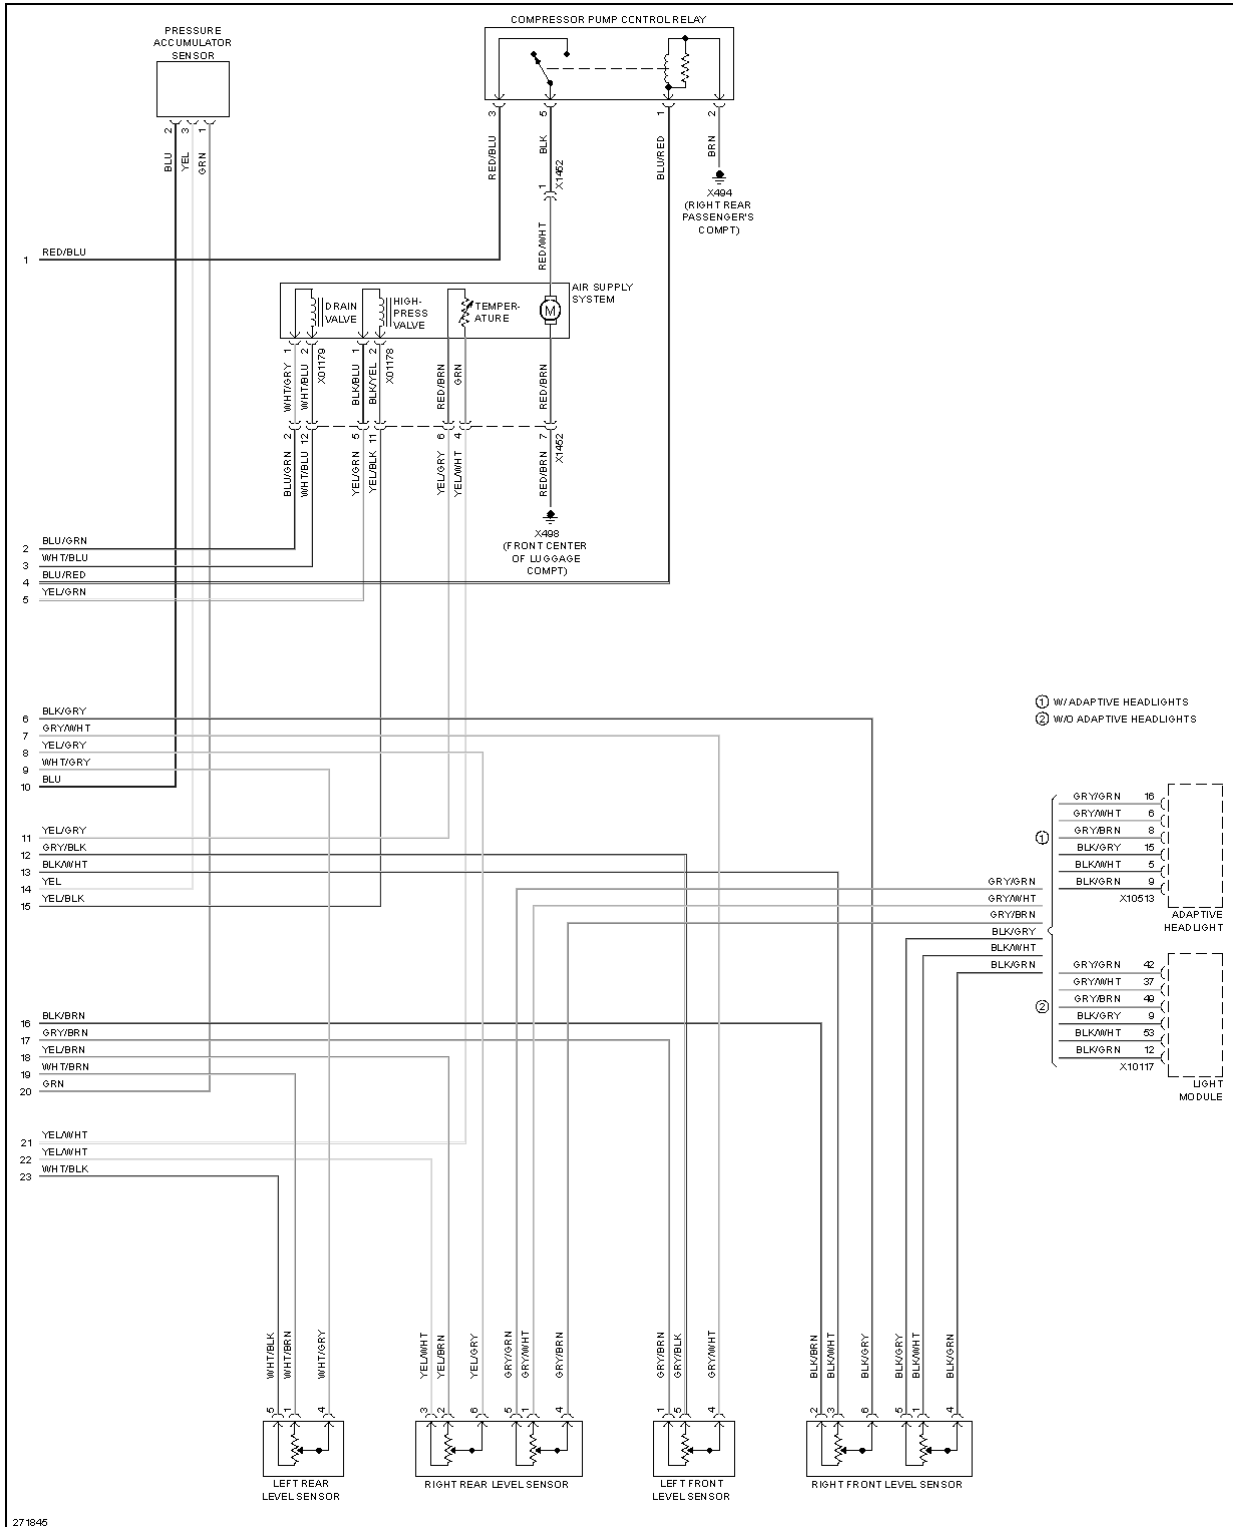 COMPRESSOR PUMP CONTROL RELAY
PRESSURE
ACCUMULATOR
SENSOR
2 3 1
BLU YEL GRN
3 5 1 2
RED/BLU BLK BLU/RED BRN
1 X1452
X494
(RIGHT REAR
PASSENGER'S
COMPT)
RED/WHT
1 RED/BLU
AIR SUPPLY
SYSTEM
DRAIN
VALVE
HIGH-
PRESS
VALVE
TEMPER-
ATURE
M
1 2 X01179 1 2 X01178
WHT/GRY WHT/BLU BLK/BLU BLK/YEL RED/BRN GRN RED/BRN
2 12 5 11 6 4 7 X1452
BLU/GRN WHT/BLU YEL/GRN YEL/BLK YEL/GRY YEL/WHT RED/BRN
X498
(FRONT CENTER
OF LUGGAGE
COMPT)
2 BLU/GRN
3 WHT/BLU
4 BLU/RED
5 YEL/GRN
1 W/ ADAPTIVE HEADLIGHTS
2 W/O ADAPTIVE HEADLIGHTS
6 BLK/GRY
7 GRY/WHT
8 YEL/GRY
9 WHT/GRY
10 BLU
11 YEL/GRY
12 GRY/BLK
13 BLK/WHT
14 YEL
15 YEL/BLK
1
GRY/GRN 16
GRY/WHT 6
GRY/BRN 8
BLK/GRY 15
BLK/WHT 5
BLK/GRN 9
X10513
ADAPTIVE
HEADLIGHT
GRY/GRN
GRY/WHT
GRY/BRN
BLK/GRY
BLK/WHT
BLK/GRN
2
GRY/GRN 42
GRY/WHT 37
GRY/BRN 49
BLK/GRY 9
BLK/WHT 53
BLK/GRN 12
X10117
LIGHT
MODULE
16 BLK/BRN
17 GRY/BRN
18 YEL/BRN
19 WHT/BRN
20 GRN
21 YEL/WHT
22 YEL/WHT
23 WHT/BLK
WHT/BLK WHT/BRN WHT/GRY
5 1 4
LEFT REAR
LEVEL SENSOR
YEL/WHT YEL/BRN YEL/GRY GRY/GRN GRY/WHT GRY/BRN
3 2 6 5 1 4
RIGHT REAR LEVEL SENSOR
GRY/BRN GRY/BLK GRY/WHT
1 5 4
LEFT FRONT
LEVEL SENSOR
BLK/BRN BLK/WHT BLK/GRY BLK/GRY BLK/WHT BLK/GRN
2 3 6 5 1 4
RIGHT FRONT LEVEL SENSOR
271845